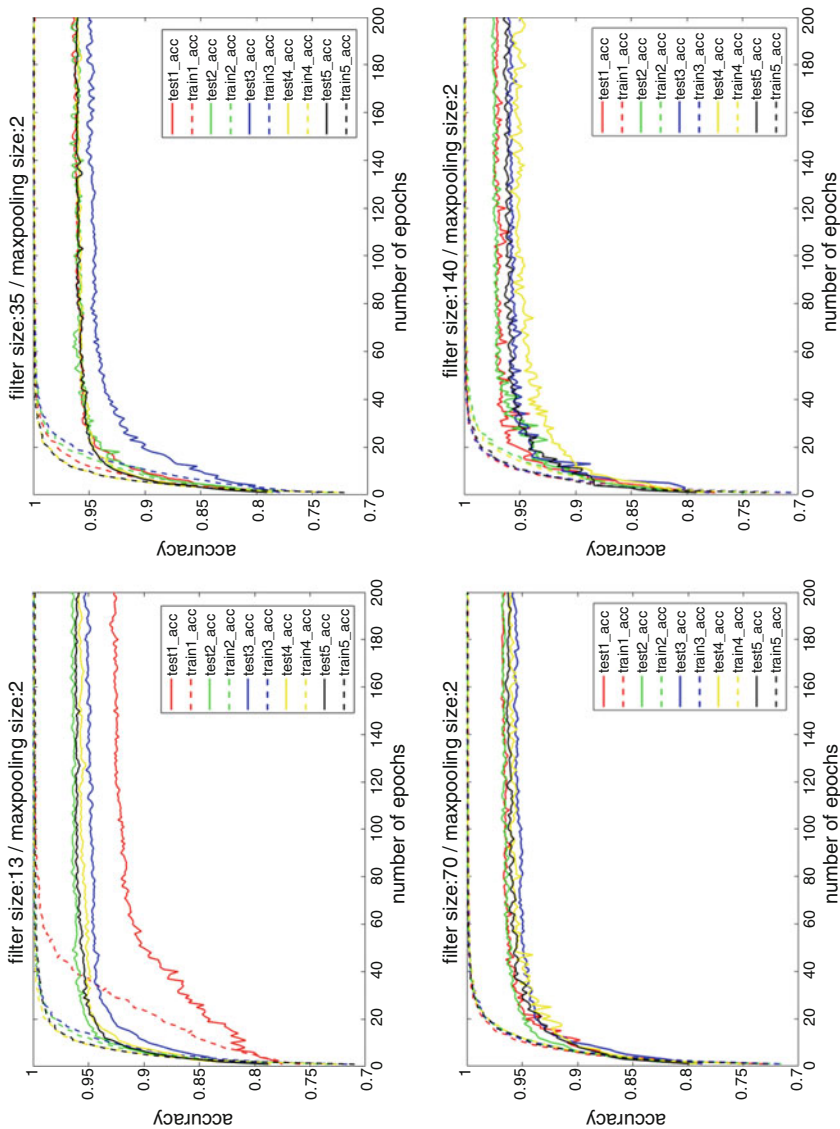 filter size:13 / maxpooling size:2
1
0.95
0.9
0.85
0.8
0.75
0.7
accuracy
0
20
40
60
80
100
120
140
160
180
200
number of epochs
test1_acc
train1_acc
test2_acc
train2_acc
test3_acc
train3_acc
test4_acc
train4_acc
test5_acc
train5_acc
filter size:35 / maxpooling size:2
1
0.95
0.9
0.85
0.8
0.75
0.7
accuracy
0
20
40
60
80
100
120
140
160
180
200
number of epochs
test1_acc
train1_acc
test2_acc
train2_acc
test3_acc
train3_acc
test4_acc
train4_acc
test5_acc
train5_acc
filter size:70 / maxpooling size:2
1
0.95
0.9
0.85
0.8
0.75
0.7
accuracy
0
20
40
60
80
100
120
140
160
180
200
number of epochs
test1_acc
train1_acc
test2_acc
train2_acc
test3_acc
train3_acc
test4_acc
train4_acc
test5_acc
train5_acc
filter size:140 / maxpooling size:2
1
0.95
0.9
0.85
0.8
0.75
0.7
accuracy
0
20
40
60
80
100
120
140
160
180
200
number of epochs
test1_acc
train1_acc
test2_acc
train2_acc
test3_acc
train3_acc
test4_acc
train4_acc
test5_acc
train5_acc